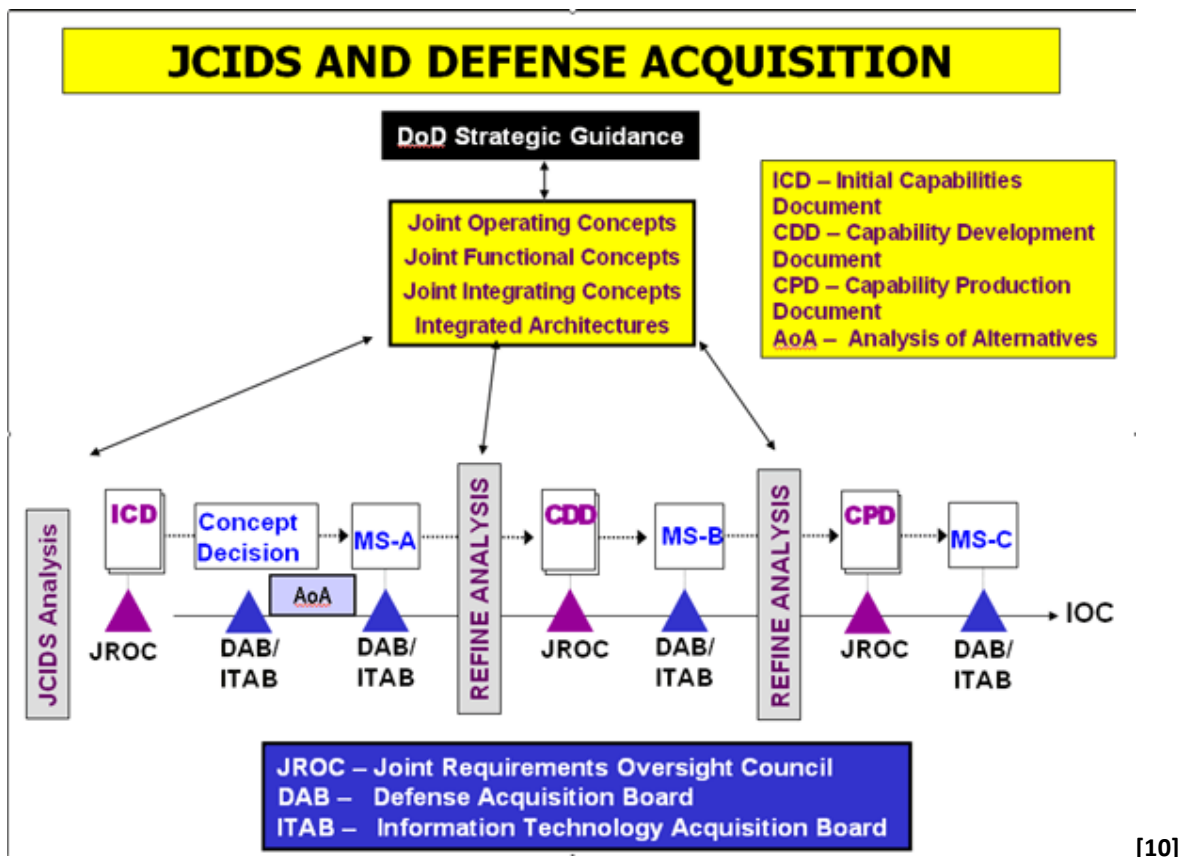 JCIDS AND DEFENSE ACQUISITION
DoD Strategic Guidance
Joint Operating Concepts
Joint Functional Concepts
Joint Integrating Concepts
Integrated Architectures
ICD – Initial Capabilities
Document
CDD – Capability Development
Document
CPD – Capability Production
Document
AoA – Analysis of Alternatives
JCIDS Analysis
ICD
Concept
Decision
MS-A
REFINE ANALYSIS
CDD
MS-B
REFINE ANALYSIS
CPD
MS-C
AoA
IOC
JROC
DAB/
ITAB
DAB/
ITAB
JROC
DAB/
ITAB
JROC
DAB/
ITAB
JROC – Joint Requirements Oversight Council
DAB – Defense Acquisition Board
ITAB – Information Technology Acquisition Board
[10]